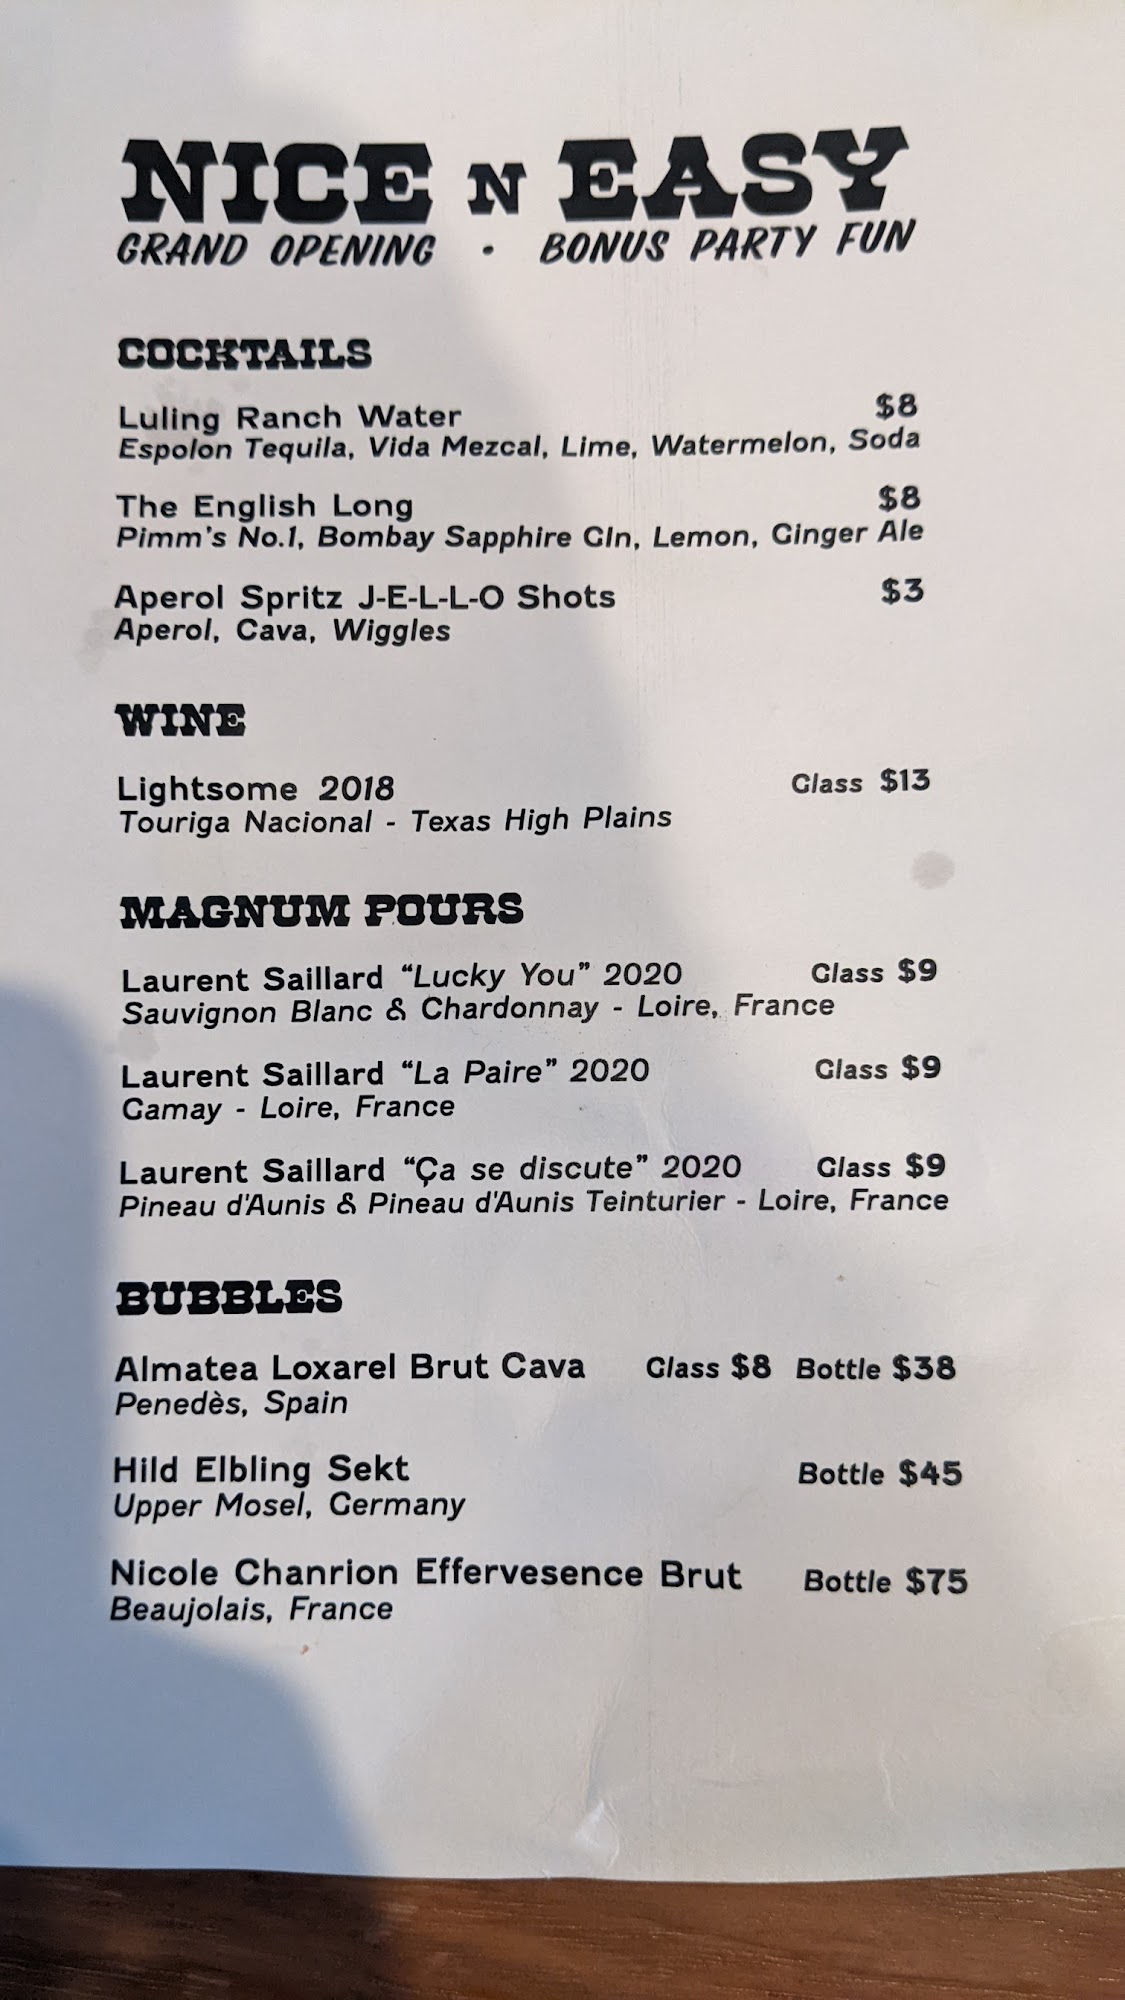 NICE N EASY
GRAND OPENING • BONUS PARTY FUN
COCKTAILS
Luling Ranch Water $8
Espolon Tequila, Vida Mezcal, Lime, Watermelon, Soda
The English Long $8
Pimm's No.1, Bombay Sapphire GIn, Lemon, Ginger Ale
Aperol Spritz J-E-L-L-O Shots $3
Aperol, Cava, Wiggles
WINE
Lightsome 2018 Glass $13
Touriga Nacional - Texas High Plains
MAGNUM POURS
Laurent Saillard “Lucky You” 2020 Glass $9
Sauvignon Blanc & Chardonnay - Loire, France
Laurent Saillard “La Paire” 2020 Glass $9
Gamay - Loire, France
Laurent Saillard “Ça se discute” 2020 Glass $9
Pineau d'Aunis & Pineau d'Aunis Teinturier - Loire, France
BUBBLES
Almatea Loxarel Brut Cava Glass $8 Bottle $38
Penedès, Spain
Hild Elbling Sekt Bottle $45
Upper Mosel, Germany
Nicole Chanrion Effervesence Brut Bottle $75
Beaujolais, France